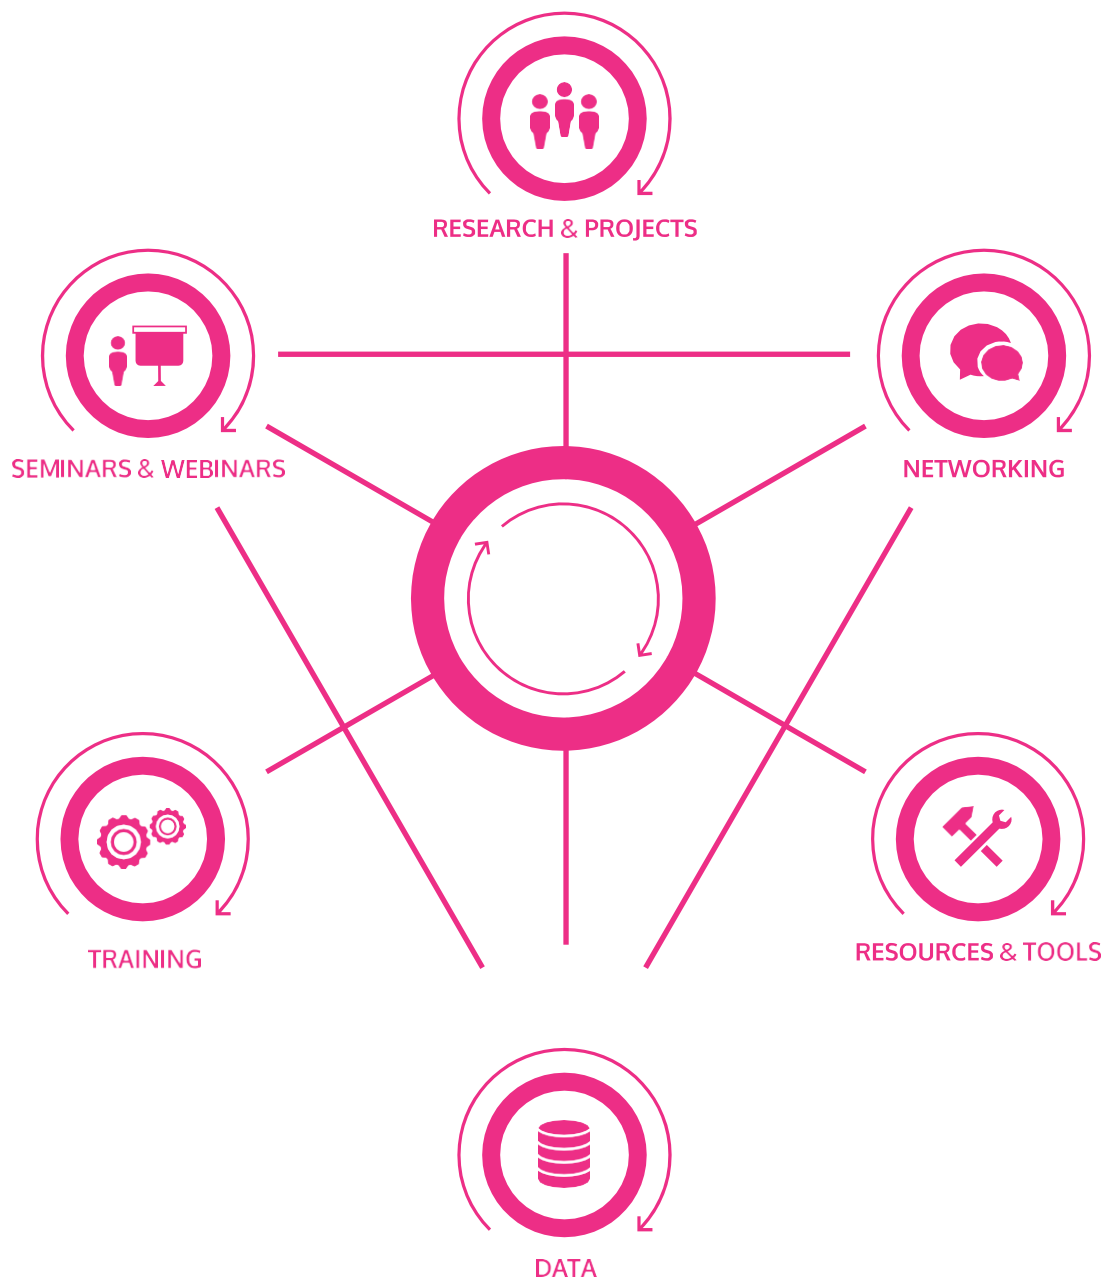 RESEARCH & PROJECTS
SEMINARS & WEBINARS
NETWORKING
TRAINING
RESOURCES & TOOLS
DATA